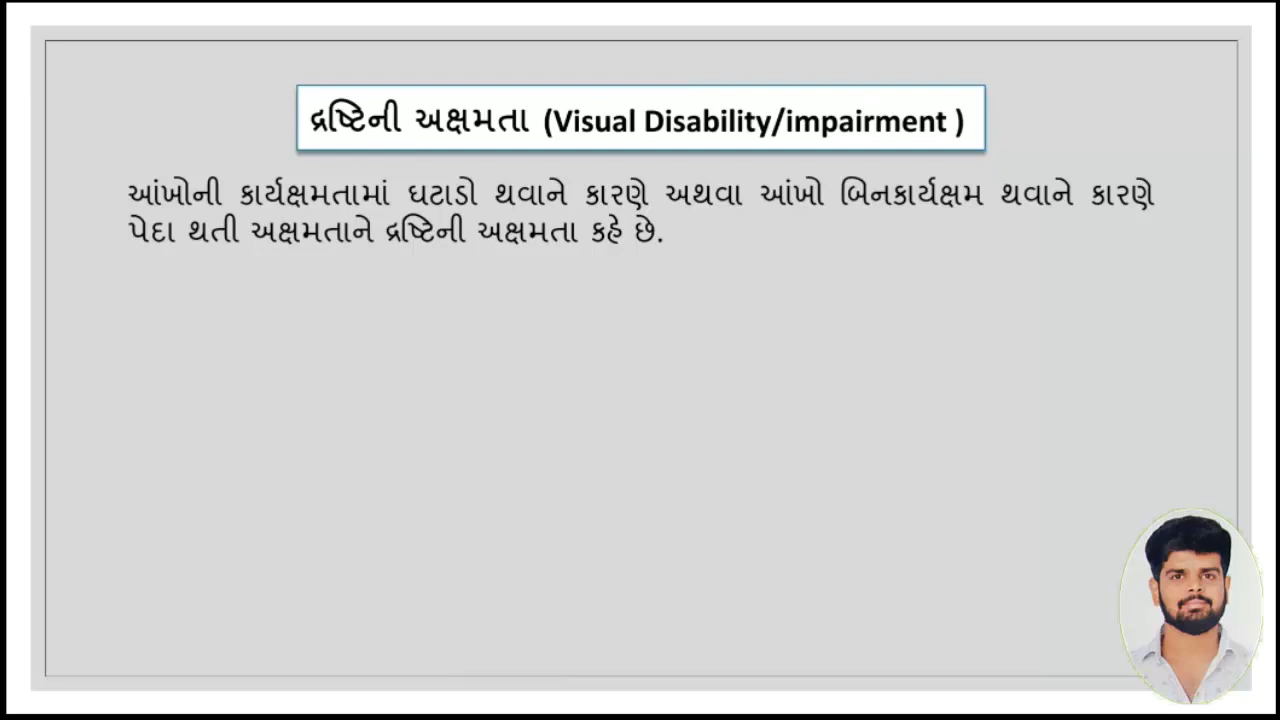 દ્રષ્ટિની અક્ષમતા (Visual Disability/impairment )
આંખોની કાર્યક્ષમતામાં ઘટાડો થવાને કારણે અથવા આંખો બિનકાર્યક્ષમ થવાને કારણે
પેદા થતી અક્ષમતાને દ્રષ્ટિની અક્ષમતા કહે છે.